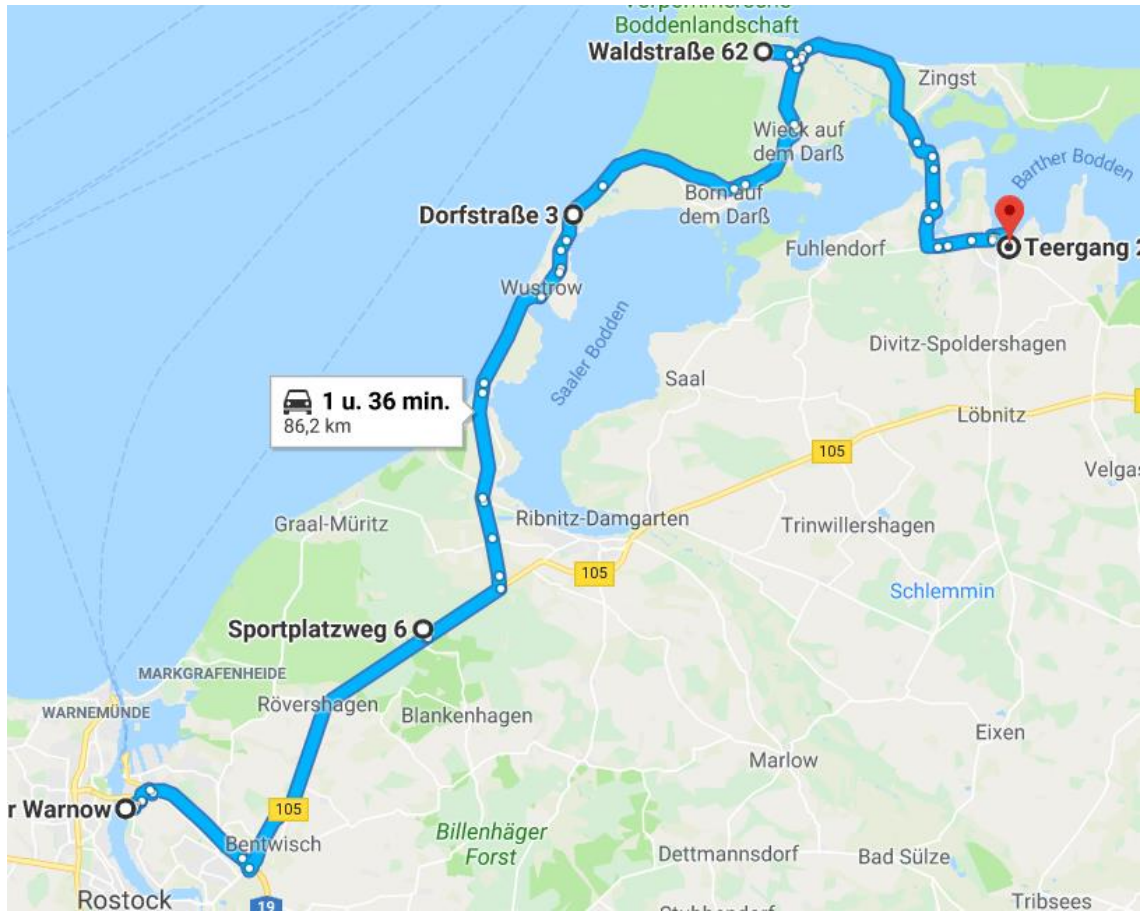 Vorpommersche
Boddenlandschaft
Waldstraße 62
Zingst
Wieck auf
dem Darß
Barther Bodden
Born auf
dem Darß
Dorfstraße 3
Fuhlendorf
Teergang 2
Wustrow
Saaler Bodden
Divitz-Spoldershagen
Saal
1 u. 36 min.
86,2 km
Löbnitz
105
Velgas
Graal-Müritz
Ribnitz-Damgarten
Trinwillershagen
105
Schlemmin
Sportplatzweg 6
MARKGRAFENHEIDE
Rövershagen
WARNEMÜNDE
Blankenhagen
Eixen
Marlow
r Warnow
105
Bentwisch
Billenhäger
Forst
Dettmannsdorf
Bad Sülze
Rostock
19
Tribsees